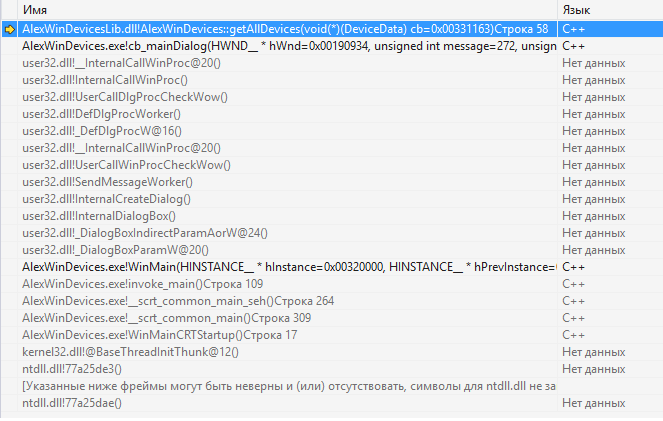 Имя Язык
AlexWinDevicesLib.dll!AlexWinDevices::getAllDevices(void(*)(DeviceData) cb=0x00331163)Строка 58 C++
AlexWinDevices.exe!cb_mainDialog(HWND__ * hWnd=0x00190934, unsigned int message=272, unsign C++
user32.dll!__InternalCallWinProc@20() Нет данных
user32.dll!InternalCallWinProc() Нет данных
user32.dll!UserCallDlgProcCheckWow() Нет данных
user32.dll!DefDlgProcWorker() Нет данных
user32.dll!_DefDlgProcW@16() Нет данных
user32.dll!__InternalCallWinProc@20() Нет данных
user32.dll!UserCallWinProcCheckWow() Нет данных
user32.dll!SendMessageWorker() Нет данных
user32.dll!InternalCreateDialog() Нет данных
user32.dll!InternalDialogBox() Нет данных
user32.dll!_DialogBoxIndirectParamAorW@24() Нет данных
user32.dll!_DialogBoxParamW@20() Нет данных
AlexWinDevices.exe!WinMain(HINSTANCE__ * hInstance=0x00320000, HINSTANCE__ * hPrevInstance= C++
AlexWinDevices.exe!invoke_main()Строка 109 C++
AlexWinDevices.exe!__scrt_common_main_seh()Строка 264 C++
AlexWinDevices.exe!__scrt_common_main()Строка 309 C++
AlexWinDevices.exe!WinMainCRTStartup()Строка 17 C++
kernel32.dll!@BaseThreadInitThunk@12() Нет данных
ntdll.dll!77a25de3() Нет данных
[Указанные ниже фреймы могут быть неверны и (или) отсутствовать, символы для ntdll.dll не за
ntdll.dll!77a25dae() Нет данных